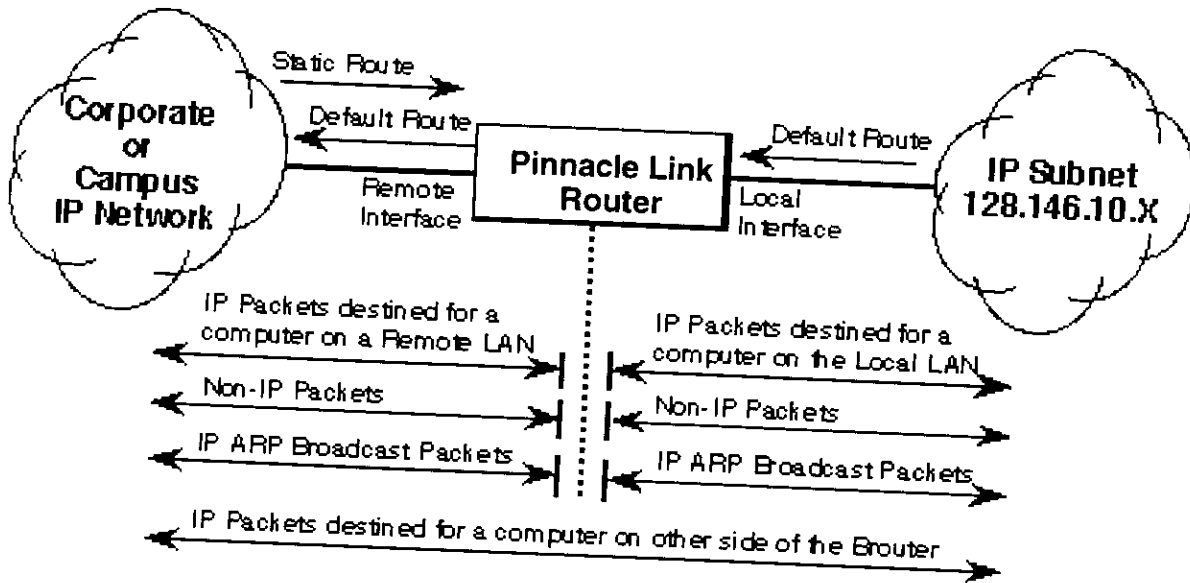 Static Route
Default Route
Corporate
or
Campus
IP Network
Pinnacle Link
Router
Default Route
IP Subnet
128.146.10.X
Remote
Interface
Local
Interface
IP Packets destined for a
computer on a Remote LAN
IP Packets destined for a
computer on the Local LAN
Non-IP Packets
Non-IP Packets
IP ARP Broadcast Packets
IP ARP Broadcast Packets
IP Packets destined for a computer on other side of the Brouter